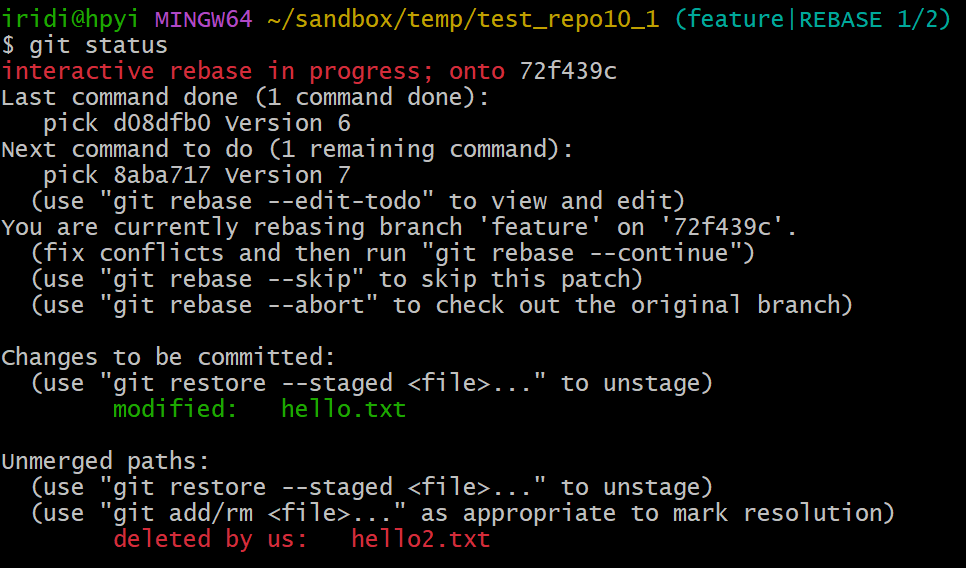 iridi@hpyi MINGW64 ~/sandbox/temp/test_repo10_1 (feature|REBASE 1/2)
$ git status
interactive rebase in progress; onto 72f439c
Last command done (1 command done):
   pick d08dfb0 Version 6
Next command to do (1 remaining command):
   pick 8aba717 Version 7
  (use "git rebase --edit-todo" to view and edit)
You are currently rebasing branch 'feature' on '72f439c'.
  (fix conflicts and then run "git rebase --continue")
  (use "git rebase --skip" to skip this patch)
  (use "git rebase --abort" to check out the original branch)

Changes to be committed:
  (use "git restore --staged <file>..." to unstage)
        modified:   hello.txt

Unmerged paths:
  (use "git restore --staged <file>..." to unstage)
  (use "git add/rm <file>..." as appropriate to mark resolution)
        deleted by us:   hello2.txt